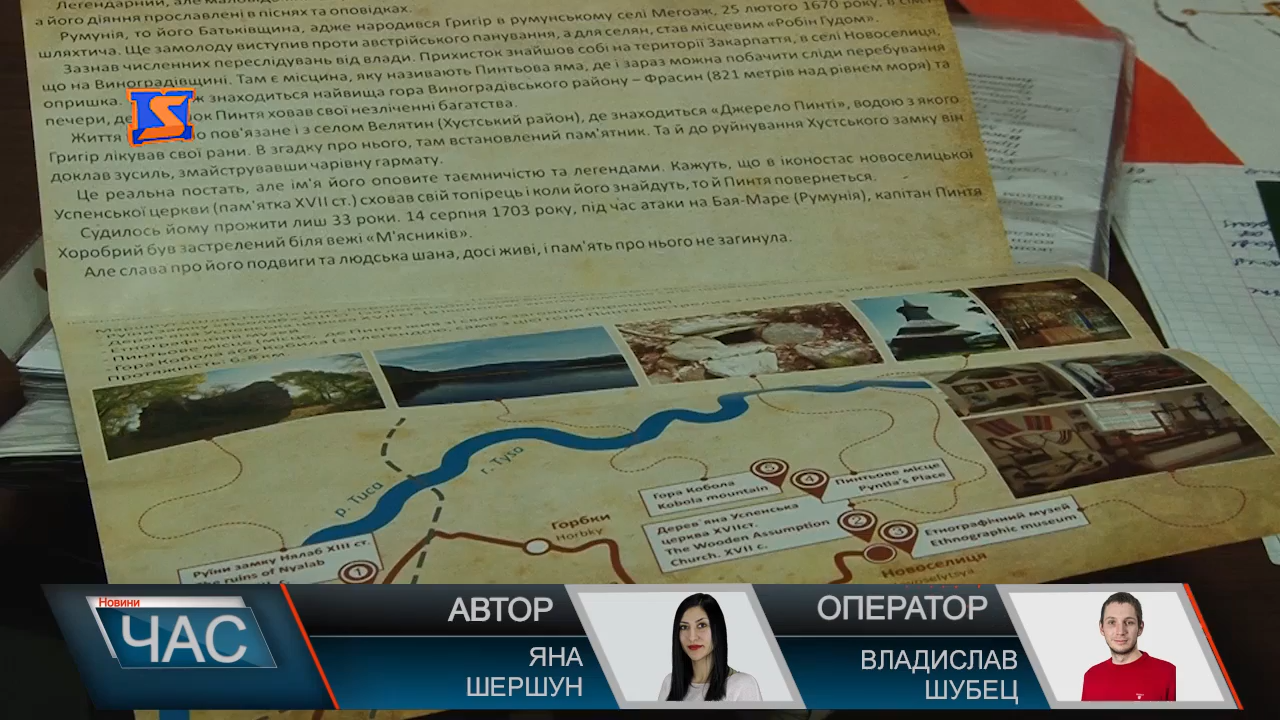 Легендарний, але
а його діяння прославлені в піснях та оповідках.
Румунія, то його Батьківщина, адже народився Григір в румунському селі Мегоаж, 25 лютого 1670 року, в сім'ї
шляхтича. Ще замолоду виступив проти австрійського панування, а для селян, став місцевим «Робін Гудом».
Зазнав численних переслідувань від влади. Прихисток знайшов собі на території Закарпаття, в селі Новоселиця,
що на Виноградівщині. Там є місцина, яку називають Пинтьова яма, де і зараз можна побачити сліди перебування
опришка. знаходиться найвища гора Виноградівського району – Фрасин (821 метрів над рівнем моря) та
печери, де Пинтя ховав свої незліченні багатства.
Життя пов'язане і з селом Велятин (Хустський район), де знаходиться «Джерело Пинті», водою з якого
Григір лікував свої рани. В згадку про нього, там встановлений пам'ятник. Та й до руйнування Хустського замку він
доклав зусиль, змайструвавши чарівну гармату.
Це реальна постать, але ім'я його оповите таємничістю та легендами. Кажуть, що в іконостас новоселицької
Успенської церкви (пам'ятка XVII ст.) сховав свій топірець і коли його знайдуть, то й Пинтя повернеться.
Судилось йому прожити лиш 33 роки. 14 серпня 1703 року, під час атаки на Бая-Маре (Румунія), капітан Пинтя
Хоробрий був застрелений біля вежі «М'ясників».
Але слава про його подвиги та людська шана, досі живі, і пам'ять про нього не загинула.
р. Тиса
r. Tysa
Гора Кобола
Kobola mountain
5
4
Пинтьове місце
Pyntia's Place
Дерев`яна Успенська
церква XVIIст.
The Wooden Assumption
Church. XVII c.
2
3
Етнографічний музей
Ethnographic museum
Горбки
Horbky
Новоселиця
Руїни замку Нялаб XIII ст.
the ruins of Nyalab
1
Новини
ЧАС
АВТОР
ЯНА
ШЕРШУН
ОПЕРАТОР
ВЛАДИСЛАВ
ШУБЕЦ